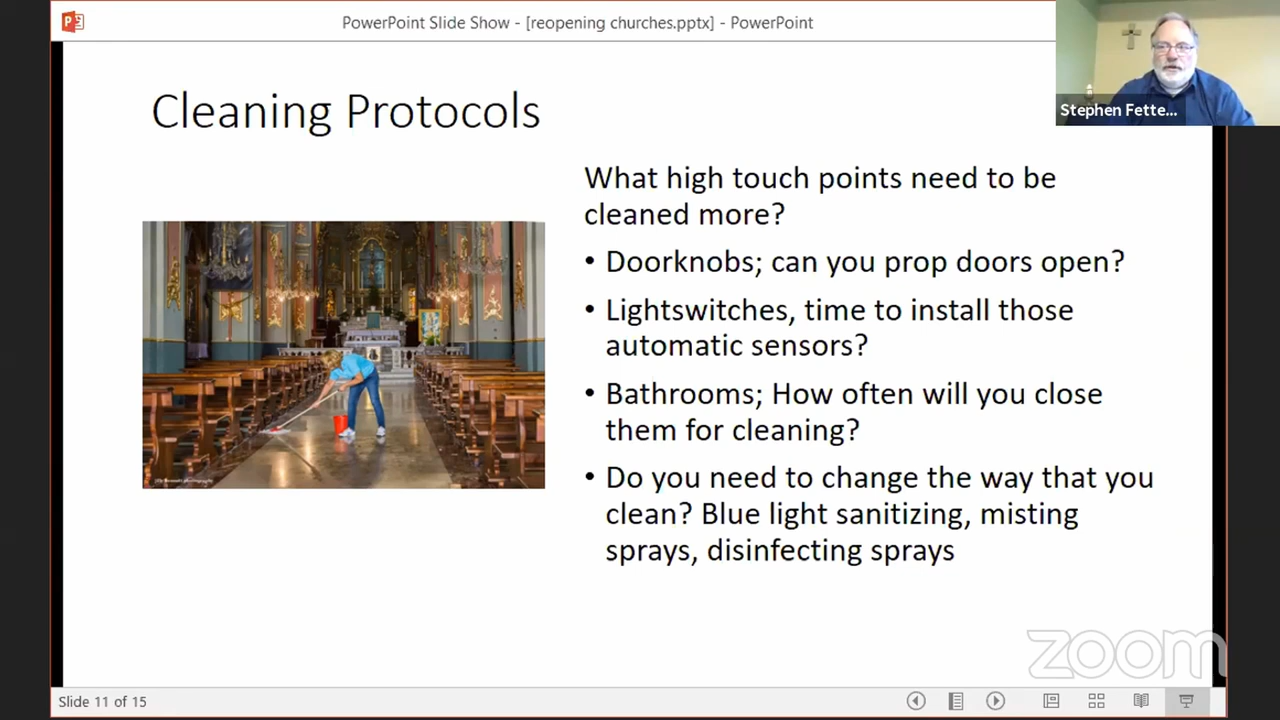 PowerPoint Slide Show - [reopening churches.pptx] - PowerPoint
Stephen Fette...
Cleaning Protocols
What high touch points need to be
cleaned more?
• Doorknobs; can you prop doors open?
• Lightswitches, time to install those
automatic sensors?
• Bathrooms; How often will you close
them for cleaning?
• Do you need to change the way that you
clean? Blue light sanitizing, misting
sprays, disinfecting sprays
zoom
Slide 11 of 15